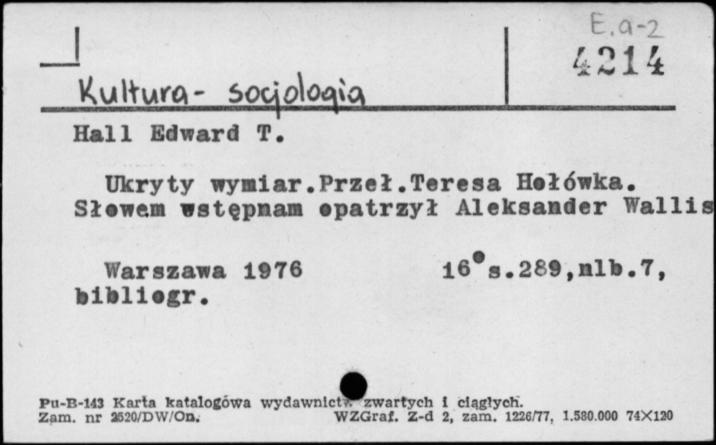 E.a-2
4214
Kultura- socjologia
Hall Edward T.
Ukryty wymiar.Przeł.Teresa Hołówka.
Słowem wstępnam opatrzył Aleksander Wallis
Warszawa 1976 16° s.289,nlb.7,
bibliogr.
Pu-B-143 Karta katalogówa wydawnictw zwartych i ciągłych.
Zam. nr 2520/DW/On. WZGraf. Z-d 2, zam. 1226/77, 1.580.000 74X120